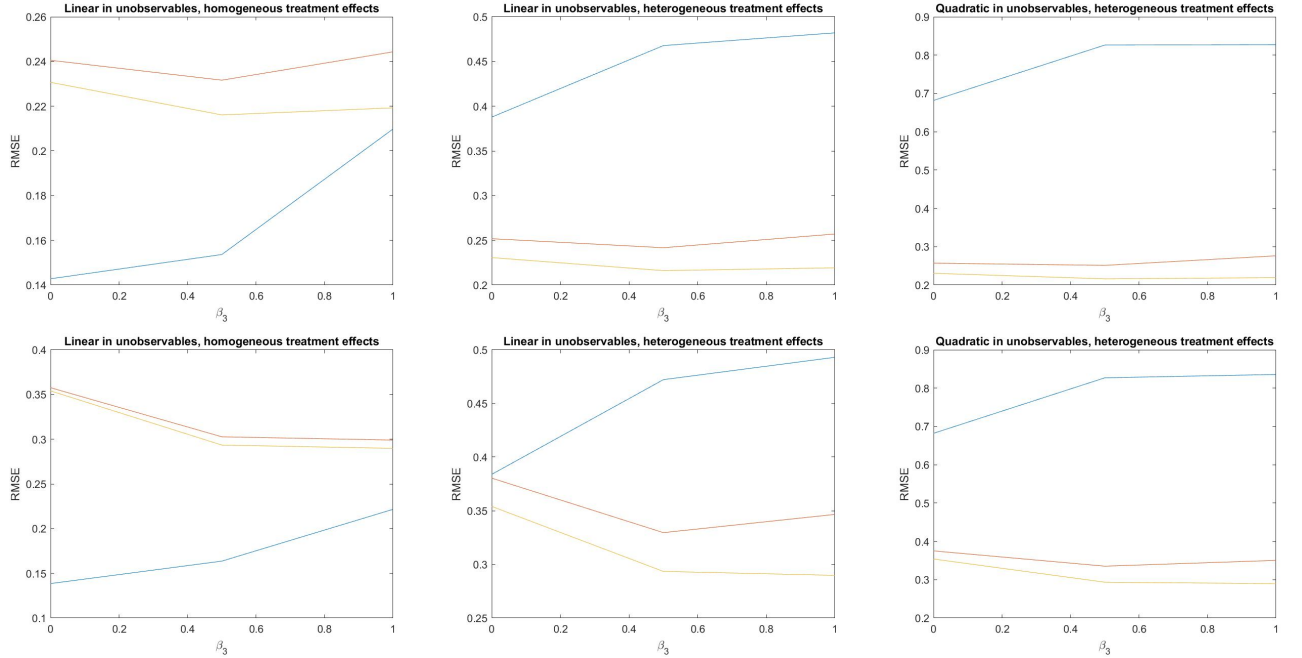 Linear in unobservables, homogeneous treatment effects
0.26
0.24
0.22
0.2
0.18
0.16
0.14
RMSE
0 0.2 0.4 0.6 0.8 1
β₃
Linear in unobservables, heterogeneous treatment effects
0.5
0.45
0.4
0.35
0.3
0.25
0.2
RMSE
0 0.2 0.4 0.6 0.8 1
β₃
Quadratic in unobservables, heterogeneous treatment effects
0.9
0.8
0.7
0.6
0.5
0.4
0.3
0.2
RMSE
0 0.2 0.4 0.6 0.8 1
β₃
Linear in unobservables, homogeneous treatment effects
0.4
0.35
0.3
0.25
0.2
0.15
0.1
RMSE
0 0.2 0.4 0.6 0.8 1
β₃
Linear in unobservables, heterogeneous treatment effects
0.5
0.45
0.4
0.35
0.3
0.25
RMSE
0 0.2 0.4 0.6 0.8 1
β₃
Quadratic in unobservables, heterogeneous treatment effects
0.9
0.8
0.7
0.6
0.5
0.4
0.3
0.2
RMSE
0 0.2 0.4 0.6 0.8 1
β₃